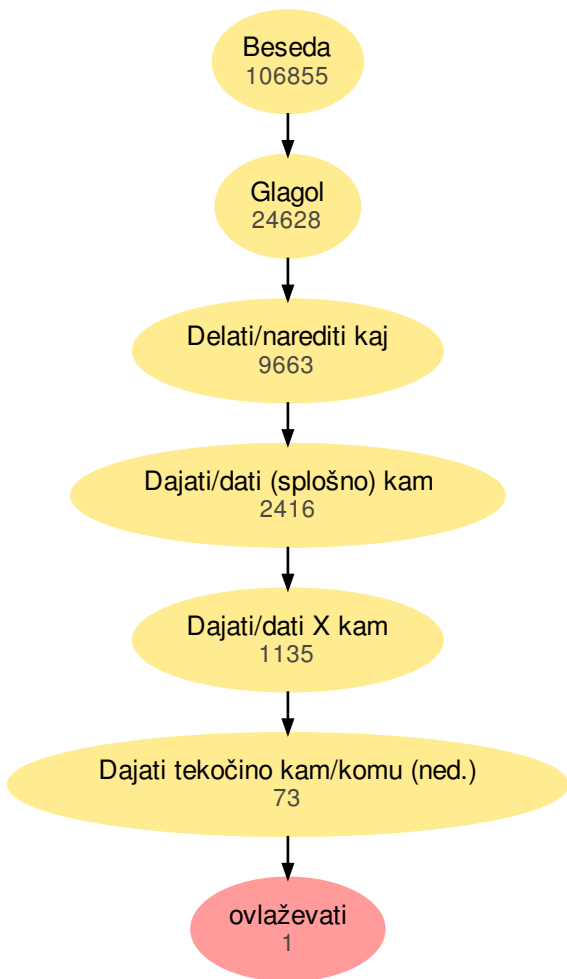 Beseda
106855
Glagol
24628
Delati/narediti kaj
9663
Dajati/dati (splošno) kam
2416
Dajati/dati X kam
1135
Dajati tekočino kam/komu (ned.)
73
ovlaževati
1